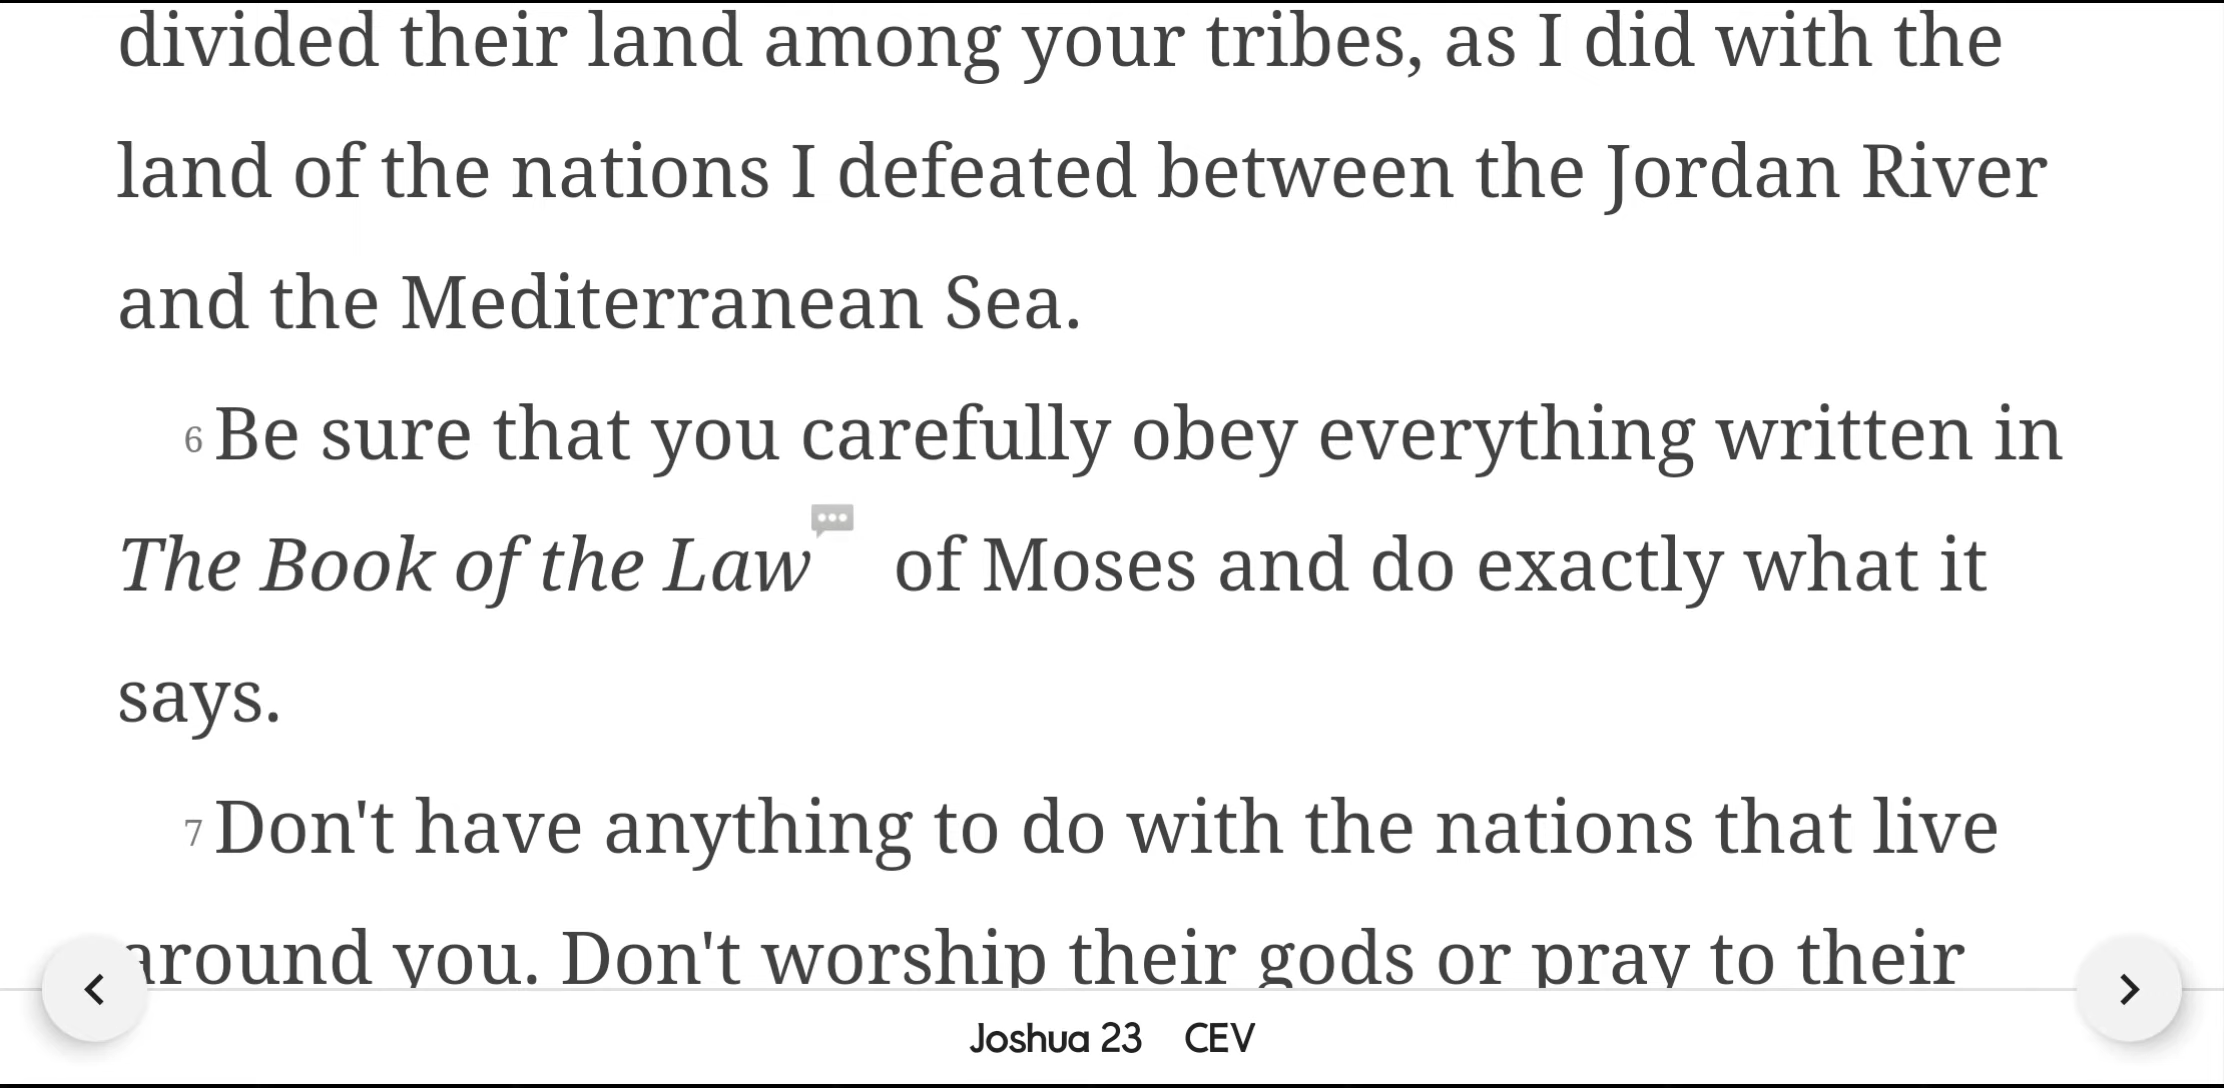 divided their land among your tribes, as I did with the
land of the nations I defeated between the Jordan River
and the Mediterranean Sea.
6 Be sure that you carefully obey everything written in
The Book of the Law of Moses and do exactly what it
says.
7 Don't have anything to do with the nations that live
around you. Don't worship their gods or pray to their
Joshua 23 CEV